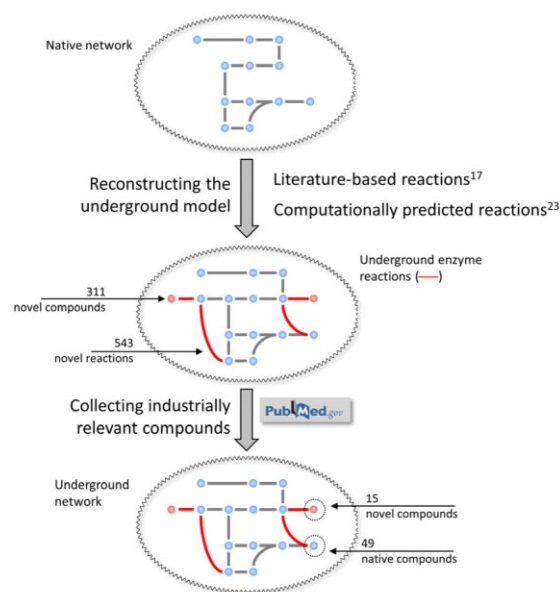 Native network
Reconstructing the
underground model
Literature-based reactions17
Computationally predicted reactions23
Underground enzyme
reactions (—)
311
novel compounds
543
novel reactions
Collecting industrially
relevant compounds
PubMed.gov
Underground
network
15
novel compounds
49
native compounds